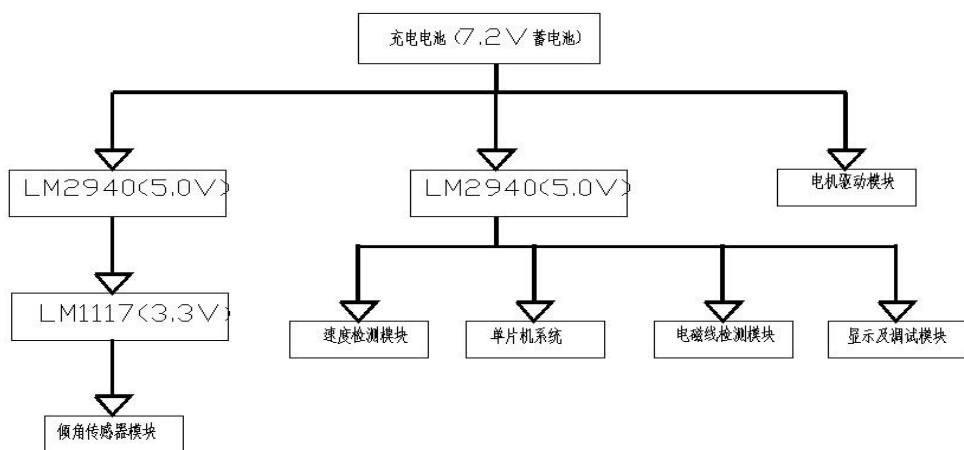 充电电池(7.2V蓄电池)
LM2940(5.0V)
LM2940(5.0V)
电机驱动模块
LM1117(3.3V)
速度检测模块
单片机系统
电磁线检测模块
显示及调试模块
倾角传感器模块